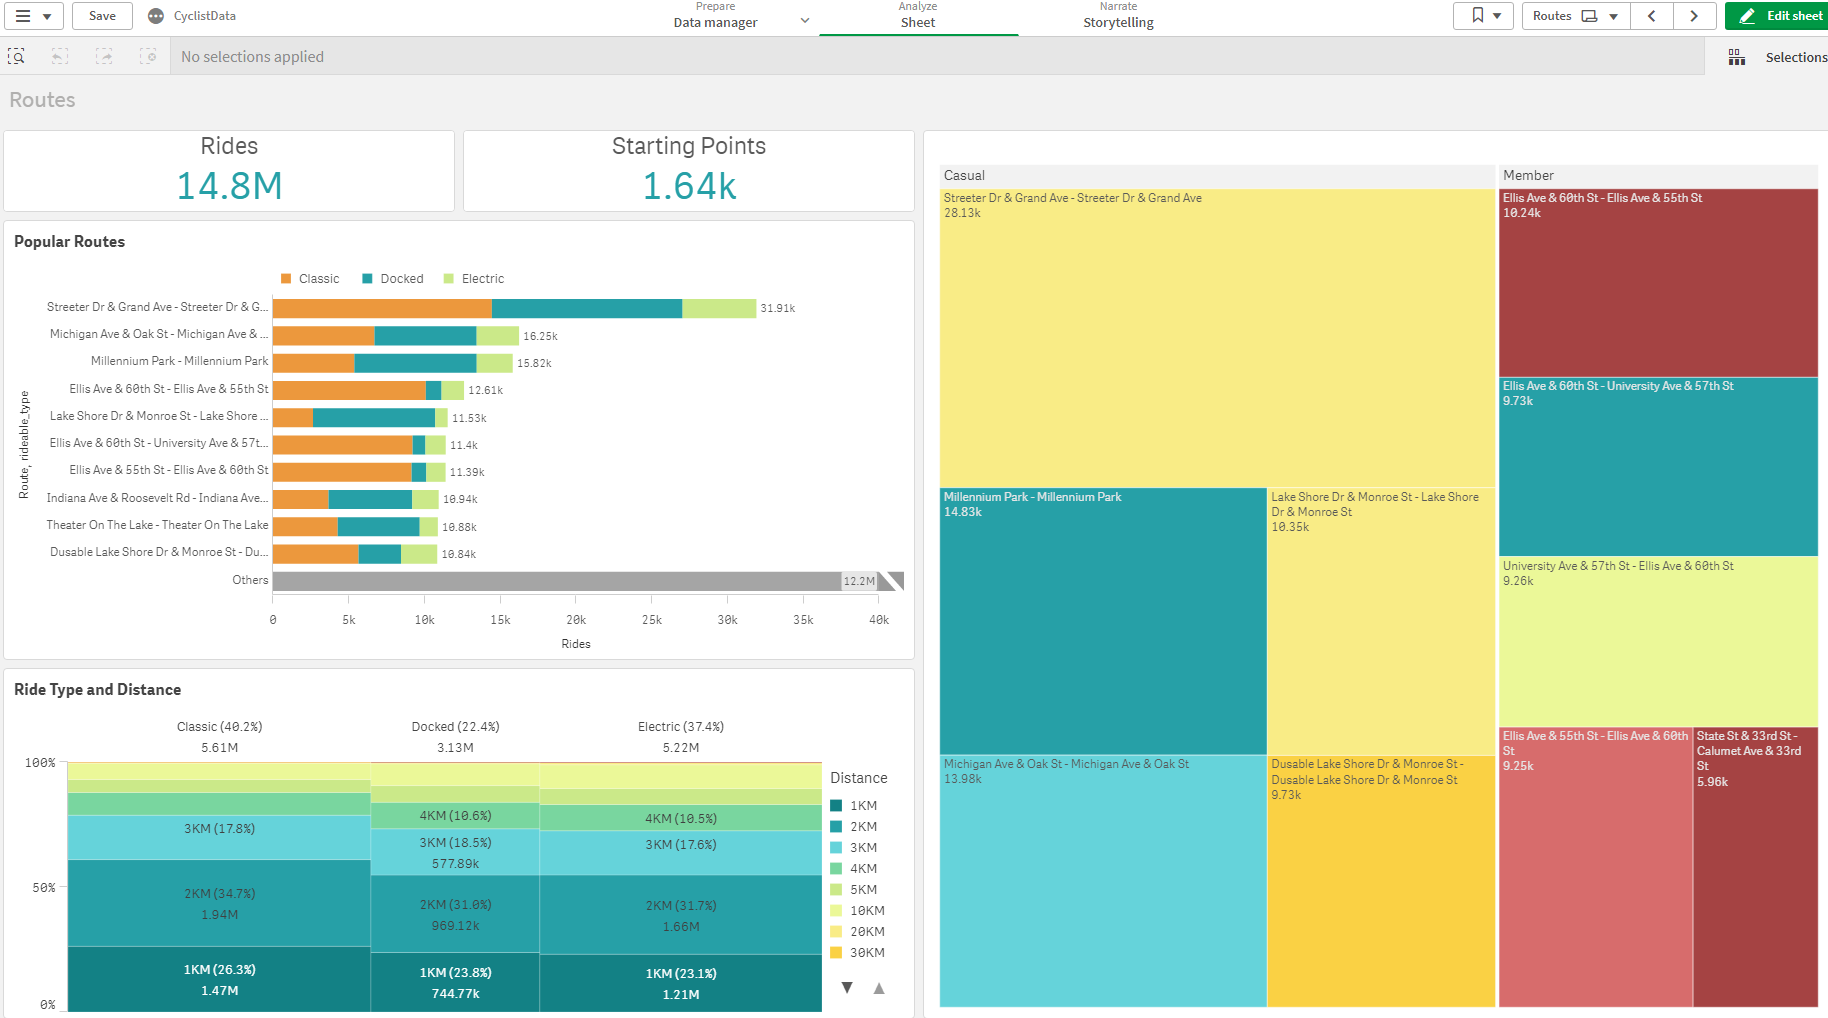 Save
CyclistData
Prepare
Data manager
Analyze
Sheet
Narrate
Storytelling
Routes
Edit sheet
No selections applied
Selections
Routes
Rides
14.8M
Starting Points
1.64k
Popular Routes
Classic
Docked
Electric
Route, rideable_type
Streeter Dr & Grand Ave - Streeter Dr & G...
31.91k
Michigan Ave & Oak St - Michigan Ave & ...
16.25k
Millennium Park - Millennium Park
15.82k
Ellis Ave & 60th St - Ellis Ave & 55th St
12.61k
Lake Shore Dr & Monroe St - Lake Shore ...
11.53k
Ellis Ave & 60th St - University Ave & 57t...
11.4k
Ellis Ave & 55th St - Ellis Ave & 60th St
11.39k
Indiana Ave & Roosevelt Rd - Indiana Ave...
10.94k
Theater On The Lake - Theater On The Lake
10.88k
Dusable Lake Shore Dr & Monroe St - Du...
10.84k
Others
12.2M
0 5k 10k 15k 20k 25k 30k 35k 40k
Rides
Ride Type and Distance
Classic (40.2%)
5.61M
Docked (22.4%)
3.13M
Electric (37.4%)
5.22M
100%
50%
0%
3KM (17.8%)
2KM (34.7%)
1.94M
1KM (26.3%)
1.47M
4KM (10.6%)
3KM (18.5%)
577.89k
2KM (31.0%)
969.12k
1KM (23.8%)
744.77k
4KM (10.5%)
3KM (17.6%)
2KM (31.7%)
1.66M
1KM (23.1%)
1.21M
Distance
1KM
2KM
3KM
4KM
5KM
10KM
20KM
30KM
Casual
Streeter Dr & Grand Ave - Streeter Dr & Grand Ave
28.13k
Millennium Park - Millennium Park
14.83k
Lake Shore Dr & Monroe St - Lake Shore
Dr & Monroe St
10.35k
Michigan Ave & Oak St - Michigan Ave & Oak St
13.98k
Dusable Lake Shore Dr & Monroe St -
Dusable Lake Shore Dr & Monroe St
9.73k
Member
Ellis Ave & 60th St - Ellis Ave & 55th St
10.24k
Ellis Ave & 60th St - University Ave & 57th St
9.73k
University Ave & 57th St - Ellis Ave & 60th St
9.26k
Ellis Ave & 55th St - Ellis Ave & 60th
St
9.25k
State St & 33rd St -
Calumet Ave & 33rd
St
5.96k